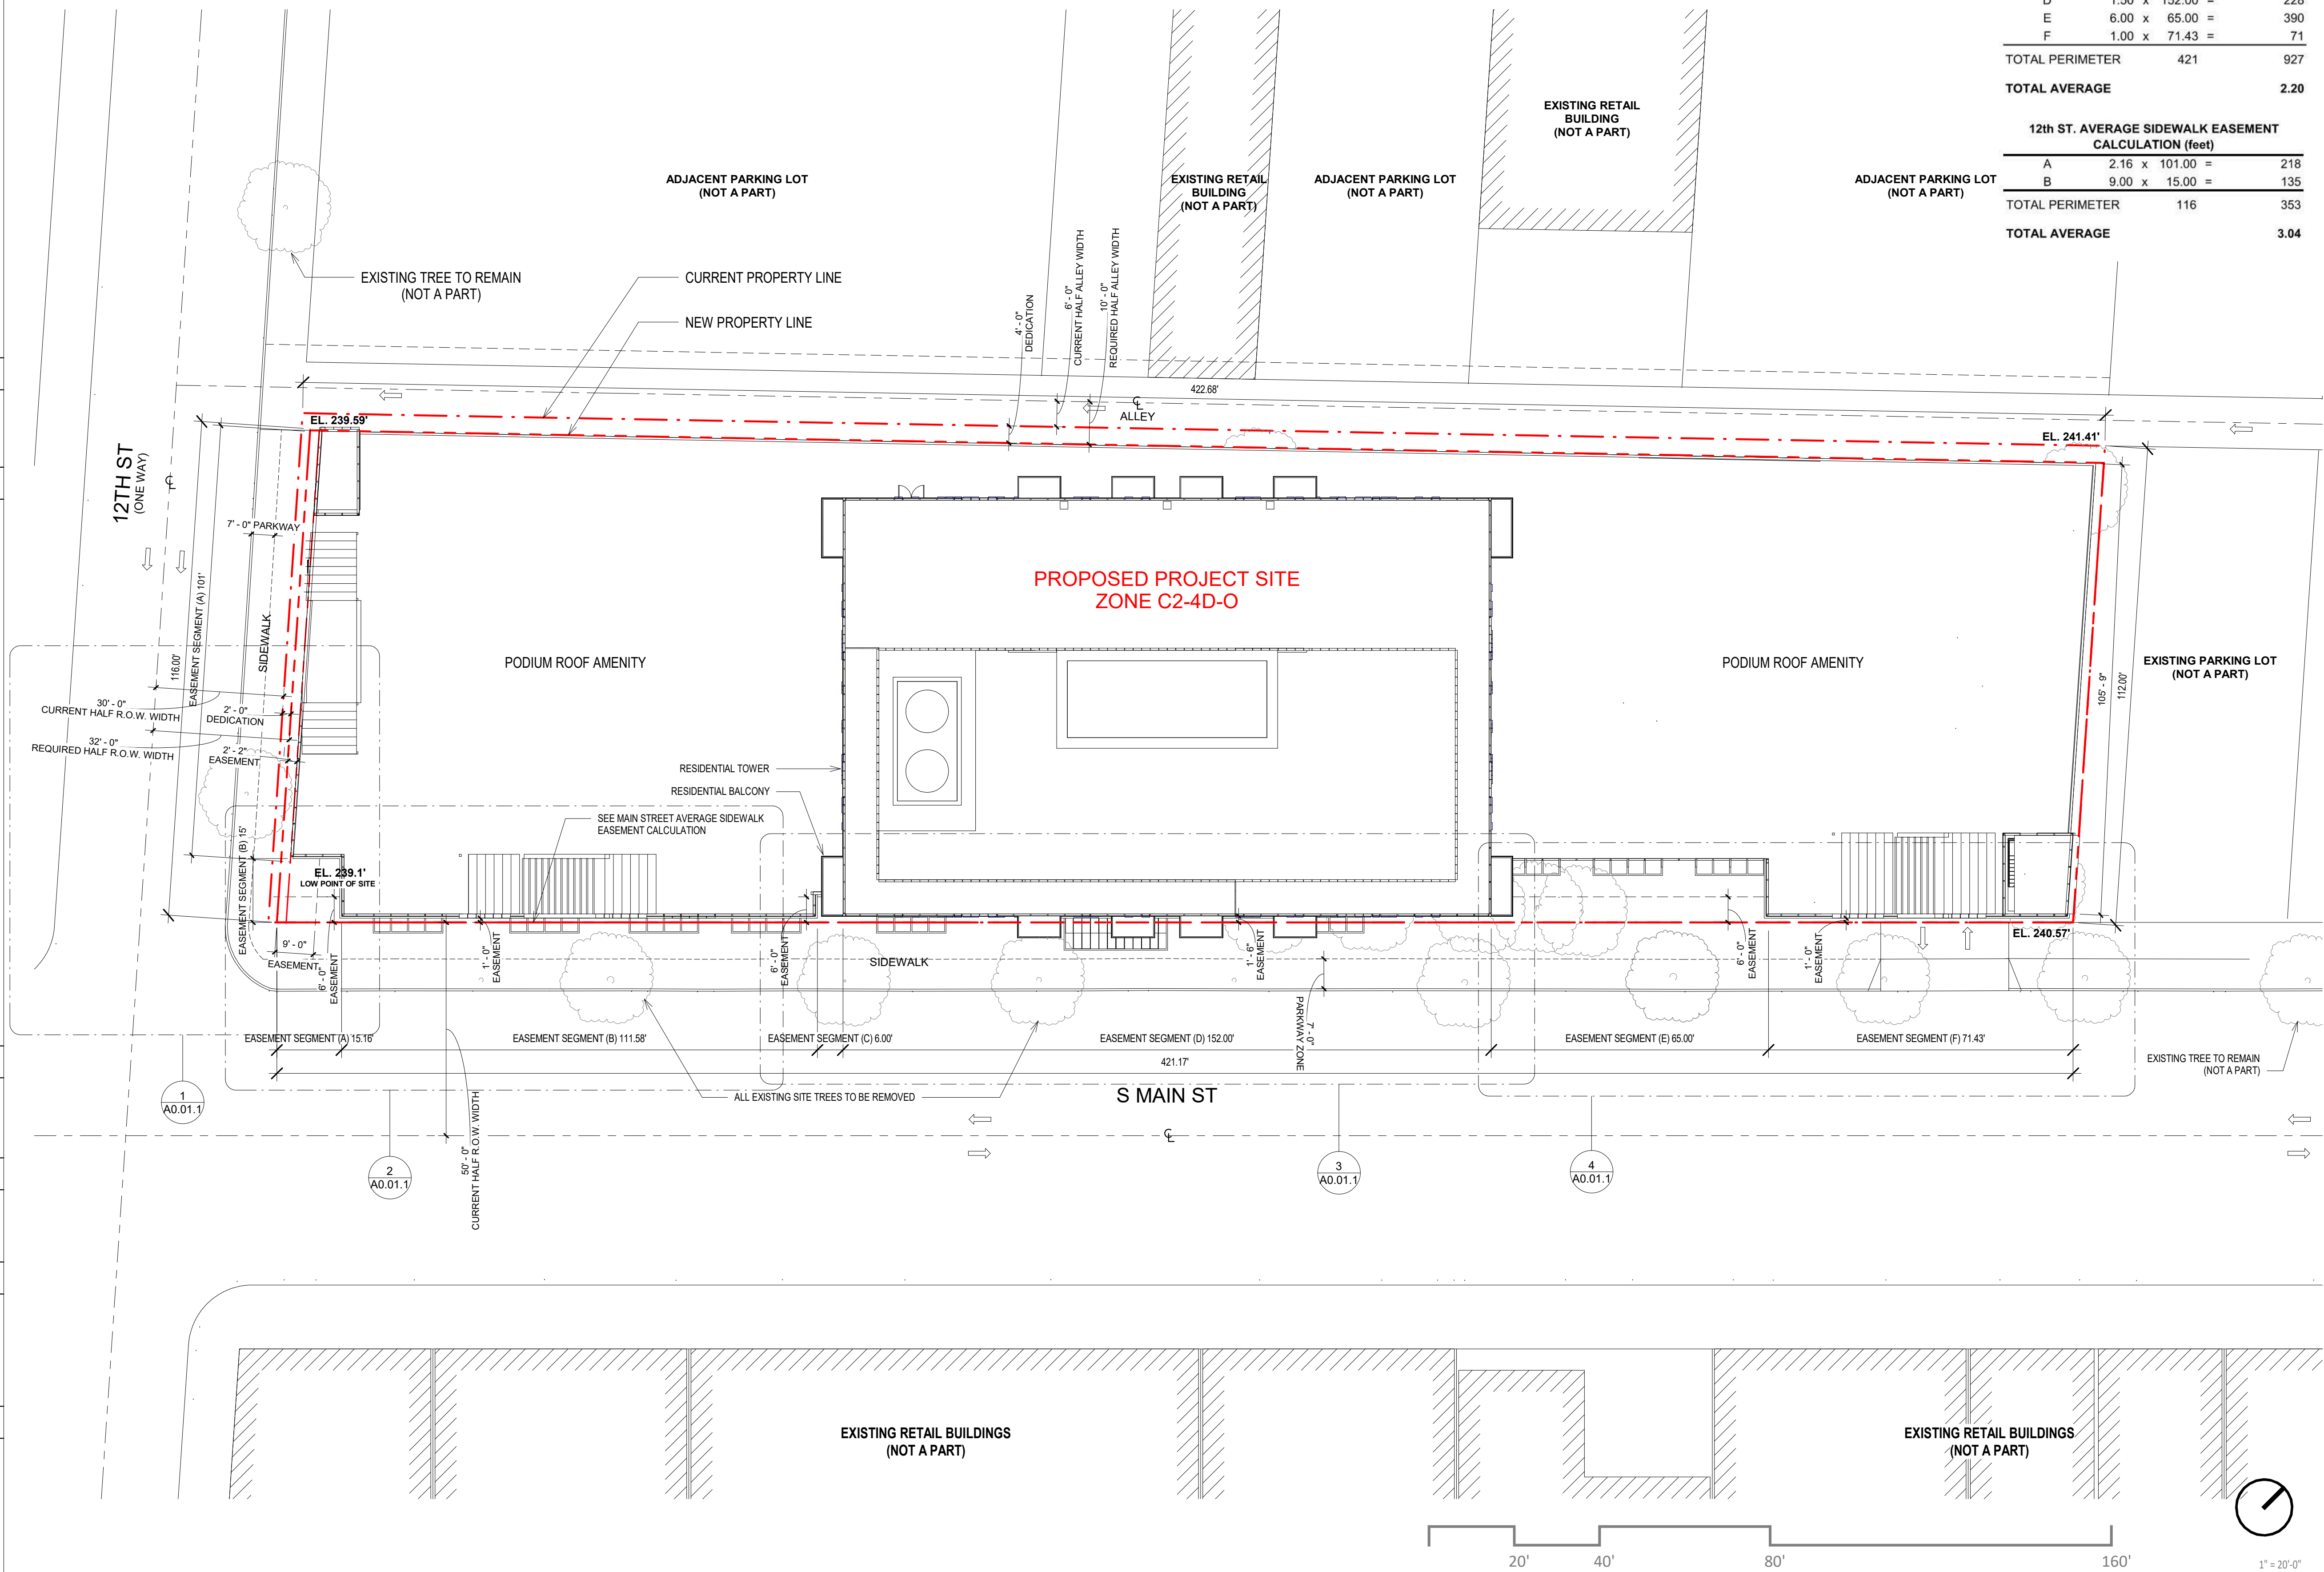 D 1.50 x 152.00 = 228
E 6.00 x 65.00 = 390
F 1.00 x 71.43 = 71
TOTAL PERIMETER 421 927
TOTAL AVERAGE 2.20
12th ST. AVERAGE SIDEWALK EASEMENT
CALCULATION (feet)
A 2.16 x 101.00 = 218
B 9.00 x 15.00 = 135
TOTAL PERIMETER 116 353
TOTAL AVERAGE 3.04
EXISTING RETAIL
BUILDING
(NOT A PART)
ADJACENT PARKING LOT
(NOT A PART)
EXISTING RETAIL
BUILDING
(NOT A PART)
ADJACENT PARKING LOT
(NOT A PART)
ADJACENT PARKING LOT
(NOT A PART)
EXISTING TREE TO REMAIN
(NOT A PART)
CURRENT PROPERTY LINE
NEW PROPERTY LINE
4' - 0"
DEDICATION
6' - 0"
CURRENT HALF ALLEY WIDTH
10' - 0"
REQUIRED HALF ALLEY WIDTH
422.68'
ALLEY
EL. 239.59'
EL. 241.41'
12TH ST
(ONE WAY)
7' - 0" PARKWAY
SIDEWALK
116.00'
EASEMENT SEGMENT (A) 101'
30' - 0"
CURRENT HALF R.O.W. WIDTH
2' - 0"
DEDICATION
32' - 0"
REQUIRED HALF R.O.W. WIDTH
2' - 2"
EASEMENT
EASEMENT SEGMENT (B) 15'
PROPOSED PROJECT SITE
ZONE C2-4D-O
PODIUM ROOF AMENITY
PODIUM ROOF AMENITY
EXISTING PARKING LOT
(NOT A PART)
105' - 9"
112.00'
RESIDENTIAL TOWER
RESIDENTIAL BALCONY
SEE MAIN STREET AVERAGE SIDEWALK
EASEMENT CALCULATION
EL. 239.1'
LOW POINT OF SITE
EL. 240.57'
9' - 0"
EASEMENT
6' - 0"
EASEMENT
1' - 0"
EASEMENT
6' - 0"
EASEMENT
SIDEWALK
1' - 6"
EASEMENT
7' - 0"
PARKWAY ZONE
6' - 0"
EASEMENT
1' - 0"
EASEMENT
EASEMENT SEGMENT (A) 15.16'
EASEMENT SEGMENT (B) 111.58'
EASEMENT SEGMENT (C) 6.00'
EASEMENT SEGMENT (D) 152.00'
EASEMENT SEGMENT (E) 65.00'
EASEMENT SEGMENT (F) 71.43'
421.17'
EXISTING TREE TO REMAIN
(NOT A PART)
ALL EXISTING SITE TREES TO BE REMOVED
S MAIN ST
50' - 0"
CURRENT HALF R.O.W. WIDTH
1
A0.01.1
2
A0.01.1
3
A0.01.1
4
A0.01.1
EXISTING RETAIL BUILDINGS
(NOT A PART)
EXISTING RETAIL BUILDINGS
(NOT A PART)
20' 40' 80' 160'
1" = 20'-0"